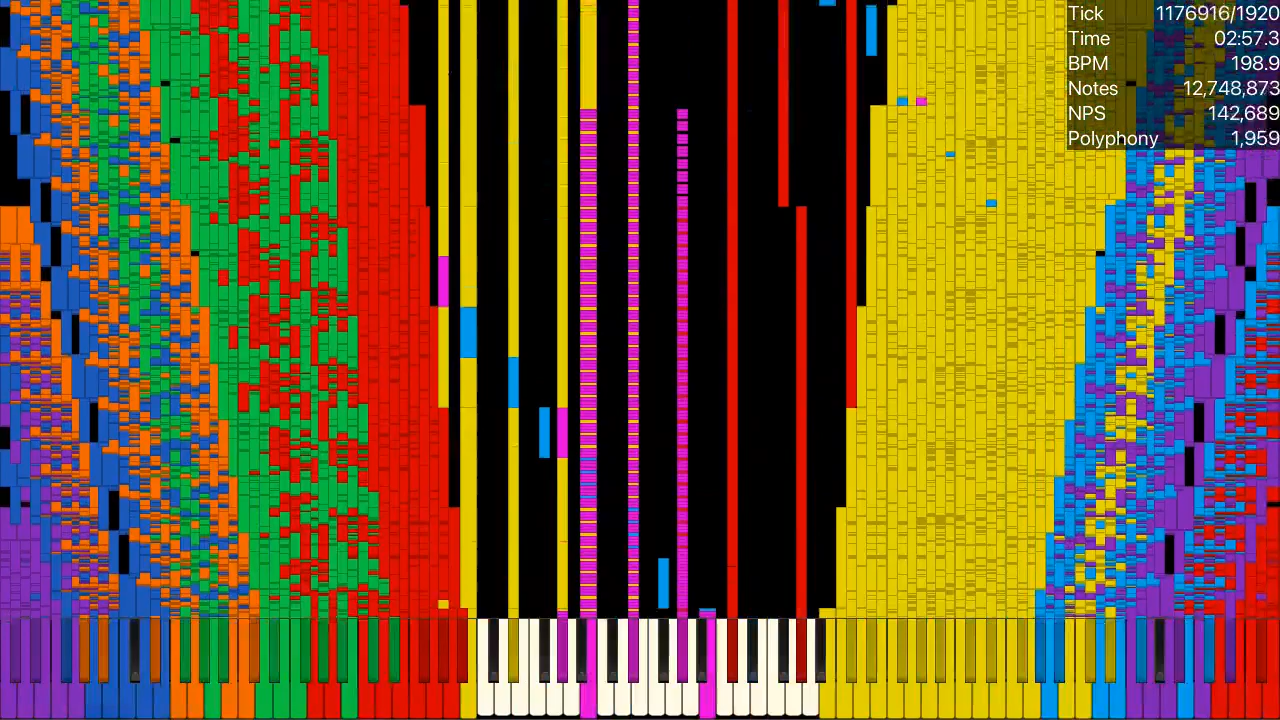 Tick 1176916/1920
Time 02:57.3
BPM 198.9
Notes 12,748,873
NPS 142,689
Polyphony 1,959